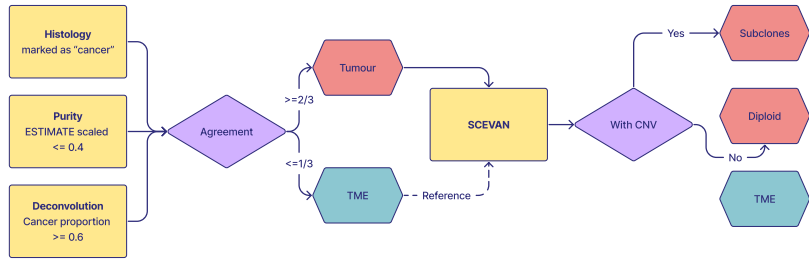 Histology
marked as “cancer”
Purity
ESTIMATE scaled
<= 0.4
Deconvolution
Cancer proportion
>= 0.6
Agreement
>=2/3
<=1/3
Tumour
TME
Reference
SCEVAN
With CNV
Yes
No
Subclones
Diploid
TME